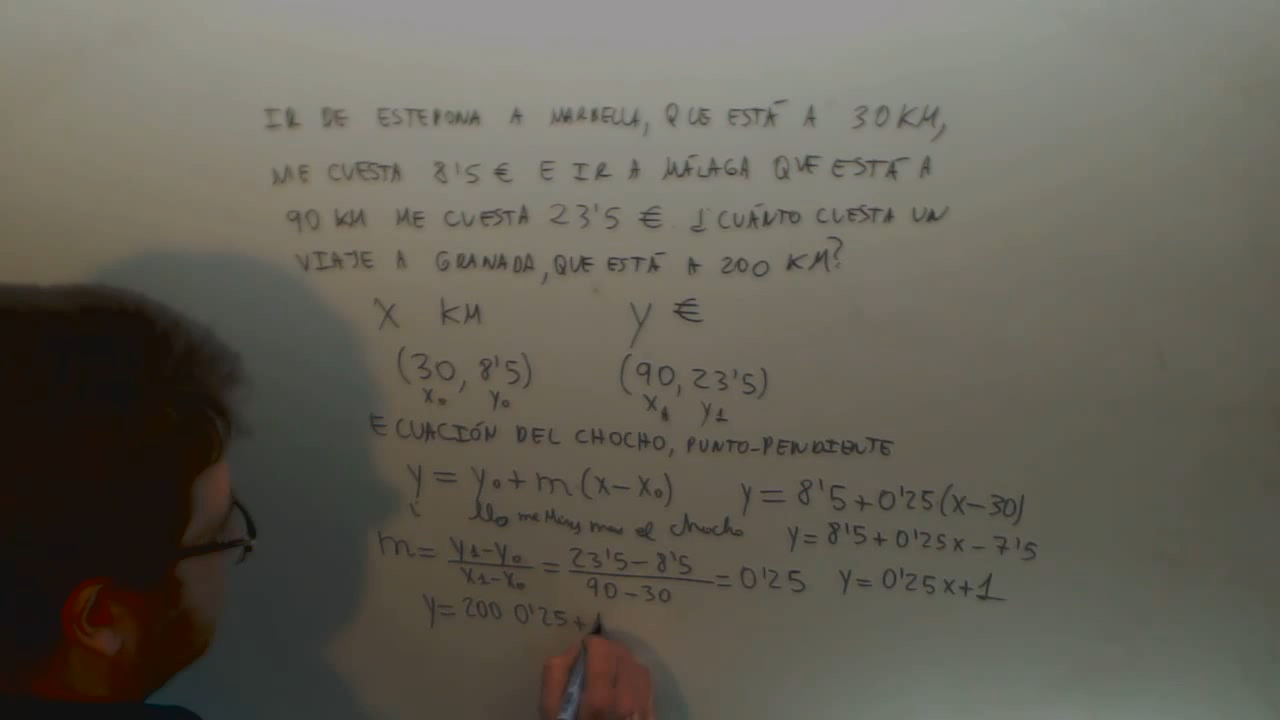 IR DE ESTEPONA A MARBELLA, QUE ESTÁ A 30 KM,
ME CUESTA 8'5 € E IR A MÁLAGA QUE ESTÁ A
90 KM ME CUESTA 23'5 € ¿CUÁNTO CUESTA UN
VIAJE A GRANADA, QUE ESTÁ A 200 KM?
X KM y €
(30, 8'5) (90, 23'5)
x₀ y₀ x₁ y₁
ECUACIÓN DEL CHOCHO, PUNTO-PENDIENTE
y = y₀ + m (x - x₀) y = 8'5 + 0'25 (x - 30)
el chocho y = 8'5 + 0'25x - 7'5
m = (y₁ - y₀)/(x₁ - x₀) = (23'5 - 8'5)/(90 - 30) = 0'25 y = 0'25x + 1
y = 200 0'25 +